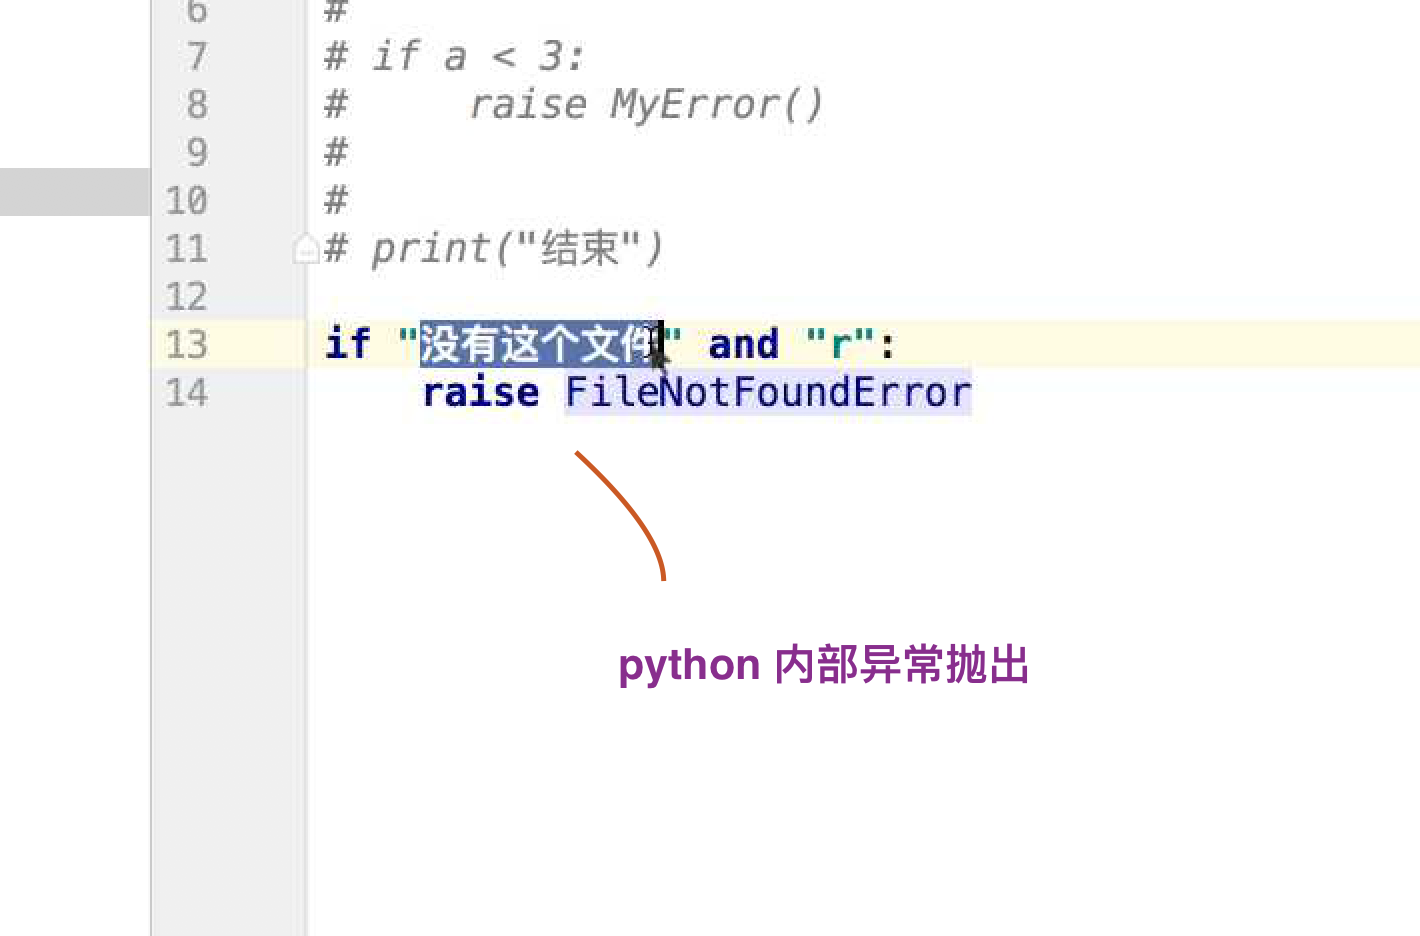 6 #
7 # if a < 3:
8 #     raise MyError()
9 #
10 #
11 # print("结束")
12
13 if "没有这个文件" and "r":
14     raise FileNotFoundError
python 内部异常抛出